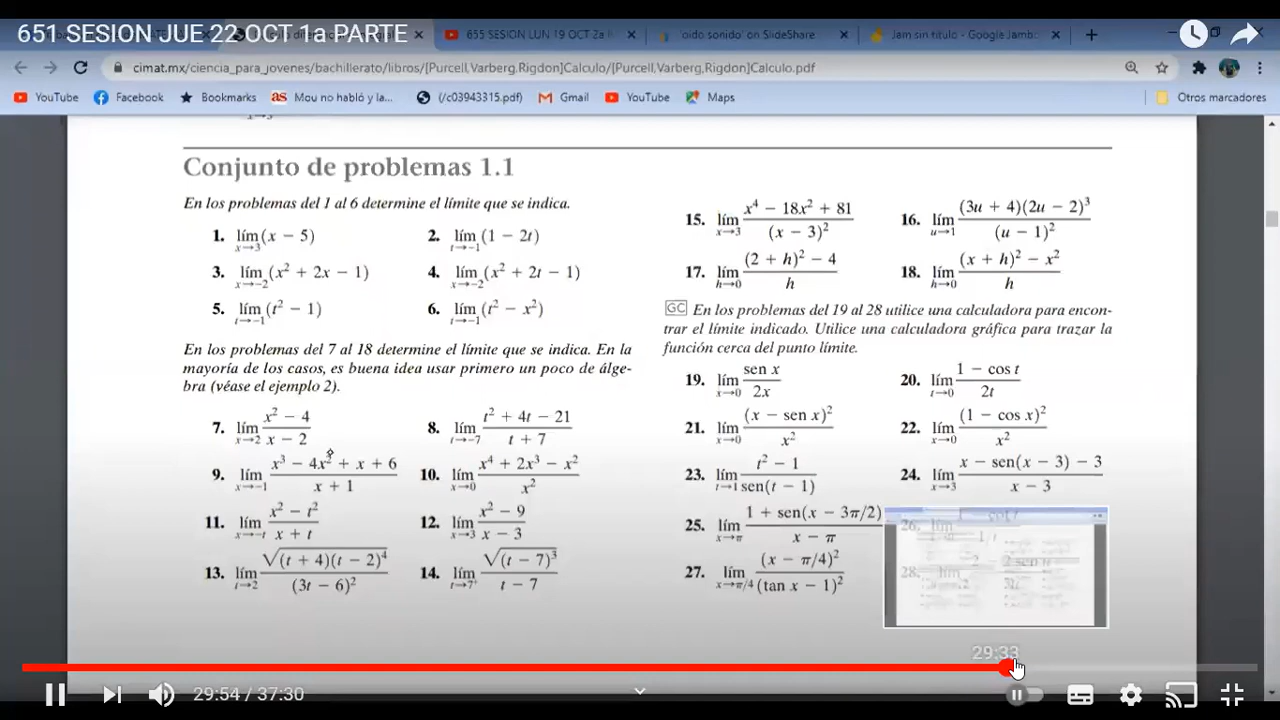 651 SESION JUE 22 OCT 1a PARTE
655 SESION LUN 19 OCT 2a
'oido sonido' on SlideShare
Jam sin título - Google Jamb
cimat.mx/ciencia_para_jovenes/bachillerato/libros/[Purcell,Varberg,Rigdon]Calculo/[Purcell,Varberg,Rigdon]Calculo.pdf
YouTube Facebook Bookmarks Mou no habló y la... (/c03943315.pdf) Gmail YouTube Maps Otros marcadores
x→3
Conjunto de problemas 1.1
En los problemas del 1 al 6 determine el límite que se indica.
1. lím x→3 (x − 5) 2. lím t→−1 (1 − 2t)
3. lím x→−2 (x² + 2x − 1) 4. lím x→−2 (x² + 2t − 1)
5. lím t→−1 (t² − 1) 6. lím t→−1 (t² − x²)
En los problemas del 7 al 18 determine el límite que se indica. En la
mayoría de los casos, es buena idea usar primero un poco de álge-
bra (véase el ejemplo 2).
7. lím x→2 (x² − 4)/(x − 2) 8. lím t→−7 (t² + 4t − 21)/(t + 7)
9. lím x→−1 (x³ − 4x² + x + 6)/(x + 1) 10. lím x→0 (x⁴ + 2x³ − x²)/x²
11. lím x→−t (x² − t²)/(x + t) 12. lím x→3 (x² − 9)/(x − 3)
13. lím t→2 √((t + 4)(t − 2)⁴)/(3t − 6)² 14. lím t→7⁺ √((t − 7)³)/(t − 7)
15. lím x→3 (x⁴ − 18x² + 81)/(x − 3)² 16. lím u→1 (3u + 4)(2u − 2)³/(u − 1)²
17. lím h→0 ((2 + h)² − 4)/h 18. lím h→0 ((x + h)² − x²)/h
GC En los problemas del 19 al 28 utilice una calculadora para encon-
trar el límite indicado. Utilice una calculadora gráfica para trazar la
función cerca del punto límite.
19. lím x→0 sen x/2x 20. lím t→0 (1 − cos t)/2t
21. lím x→0 (x − sen x)²/x² 22. lím x→0 (1 − cos x)²/x²
23. lím t→1 (t² − 1)/sen(t − 1) 24. lím x→3 (x − sen(x − 3) − 3)/(x − 3)
25. lím x→π (1 + sen(x − 3π/2))/(x − π) 26. lím
27. lím x→π/4 (x − π/4)²/(tan x − 1)² 28. lím
29:33
29:54 / 37:30